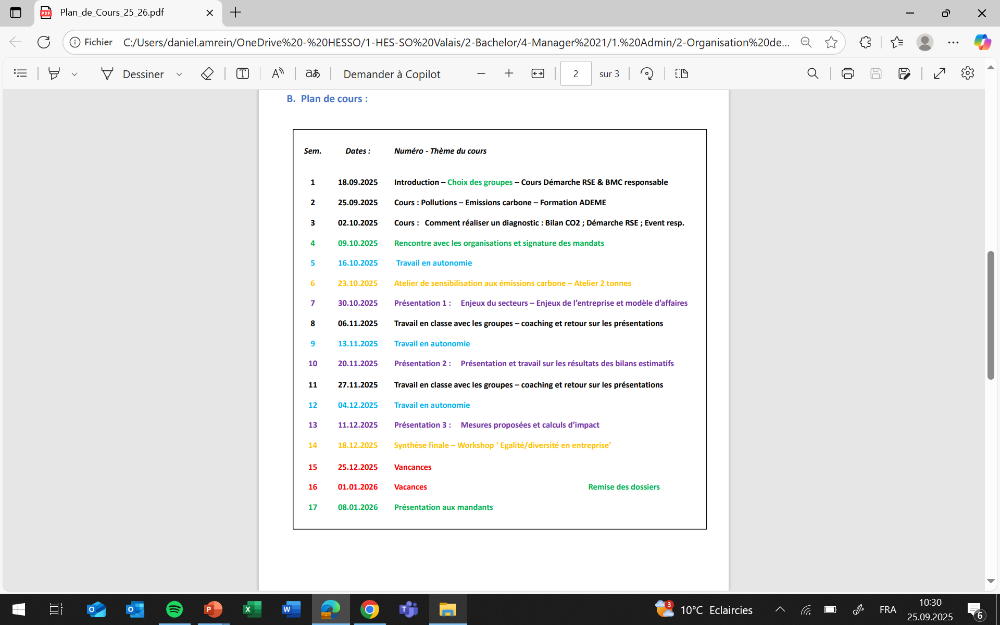 Plan_de_Cours_25_26.pdf
Fichier C:/Users/daniel.amrein/OneDrive%20-%20HESSO/1-HES-SO%20Valais/2-Bachelor/4-Manager%2021/1.%20Admin/2-Organisation%20de...
Dessiner Demander à Copilot 2 sur 3
B. Plan de cours :
Sem. Dates : Numéro - Thème du cours
1 18.09.2025 Introduction – Choix des groupes – Cours Démarche RSE & BMC responsable
2 25.09.2025 Cours : Pollutions – Emissions carbone – Formation ADEME
3 02.10.2025 Cours : Comment réaliser un diagnostic : Bilan CO2 ; Démarche RSE ; Event resp.
4 09.10.2025 Rencontre avec les organisations et signature des mandats
5 16.10.2025 Travail en autonomie
6 23.10.2025 Atelier de sensibilisation aux émissions carbone – Atelier 2 tonnes
7 30.10.2025 Présentation 1 : Enjeux du secteurs – Enjeux de l’entreprise et modèle d’affaires
8 06.11.2025 Travail en classe avec les groupes – coaching et retour sur les présentations
9 13.11.2025 Travail en autonomie
10 20.11.2025 Présentation 2 : Présentation et travail sur les résultats des bilans estimatifs
11 27.11.2025 Travail en classe avec les groupes – coaching et retour sur les présentations
12 04.12.2025 Travail en autonomie
13 11.12.2025 Présentation 3 : Mesures proposées et calculs d’impact
14 18.12.2025 Synthèse finale – Workshop ‘ Egalité/diversité en entreprise’
15 25.12.2025 Vancances
16 01.01.2026 Vacances Remise des dossiers
17 08.01.2026 Présentation aux mandants
3 10°C Eclaircies FRA 10:30
25.09.2025 6